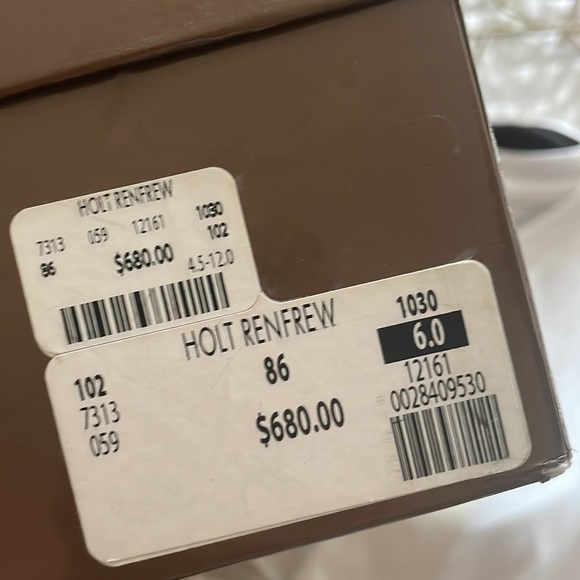 HOLT RENFREW
7313 059 12161 1030
86 $680.00 102
4.5-12.0
HOLT RENFREW 1030
102 86 6.0
7313 12161
059 $680.00 0028409530